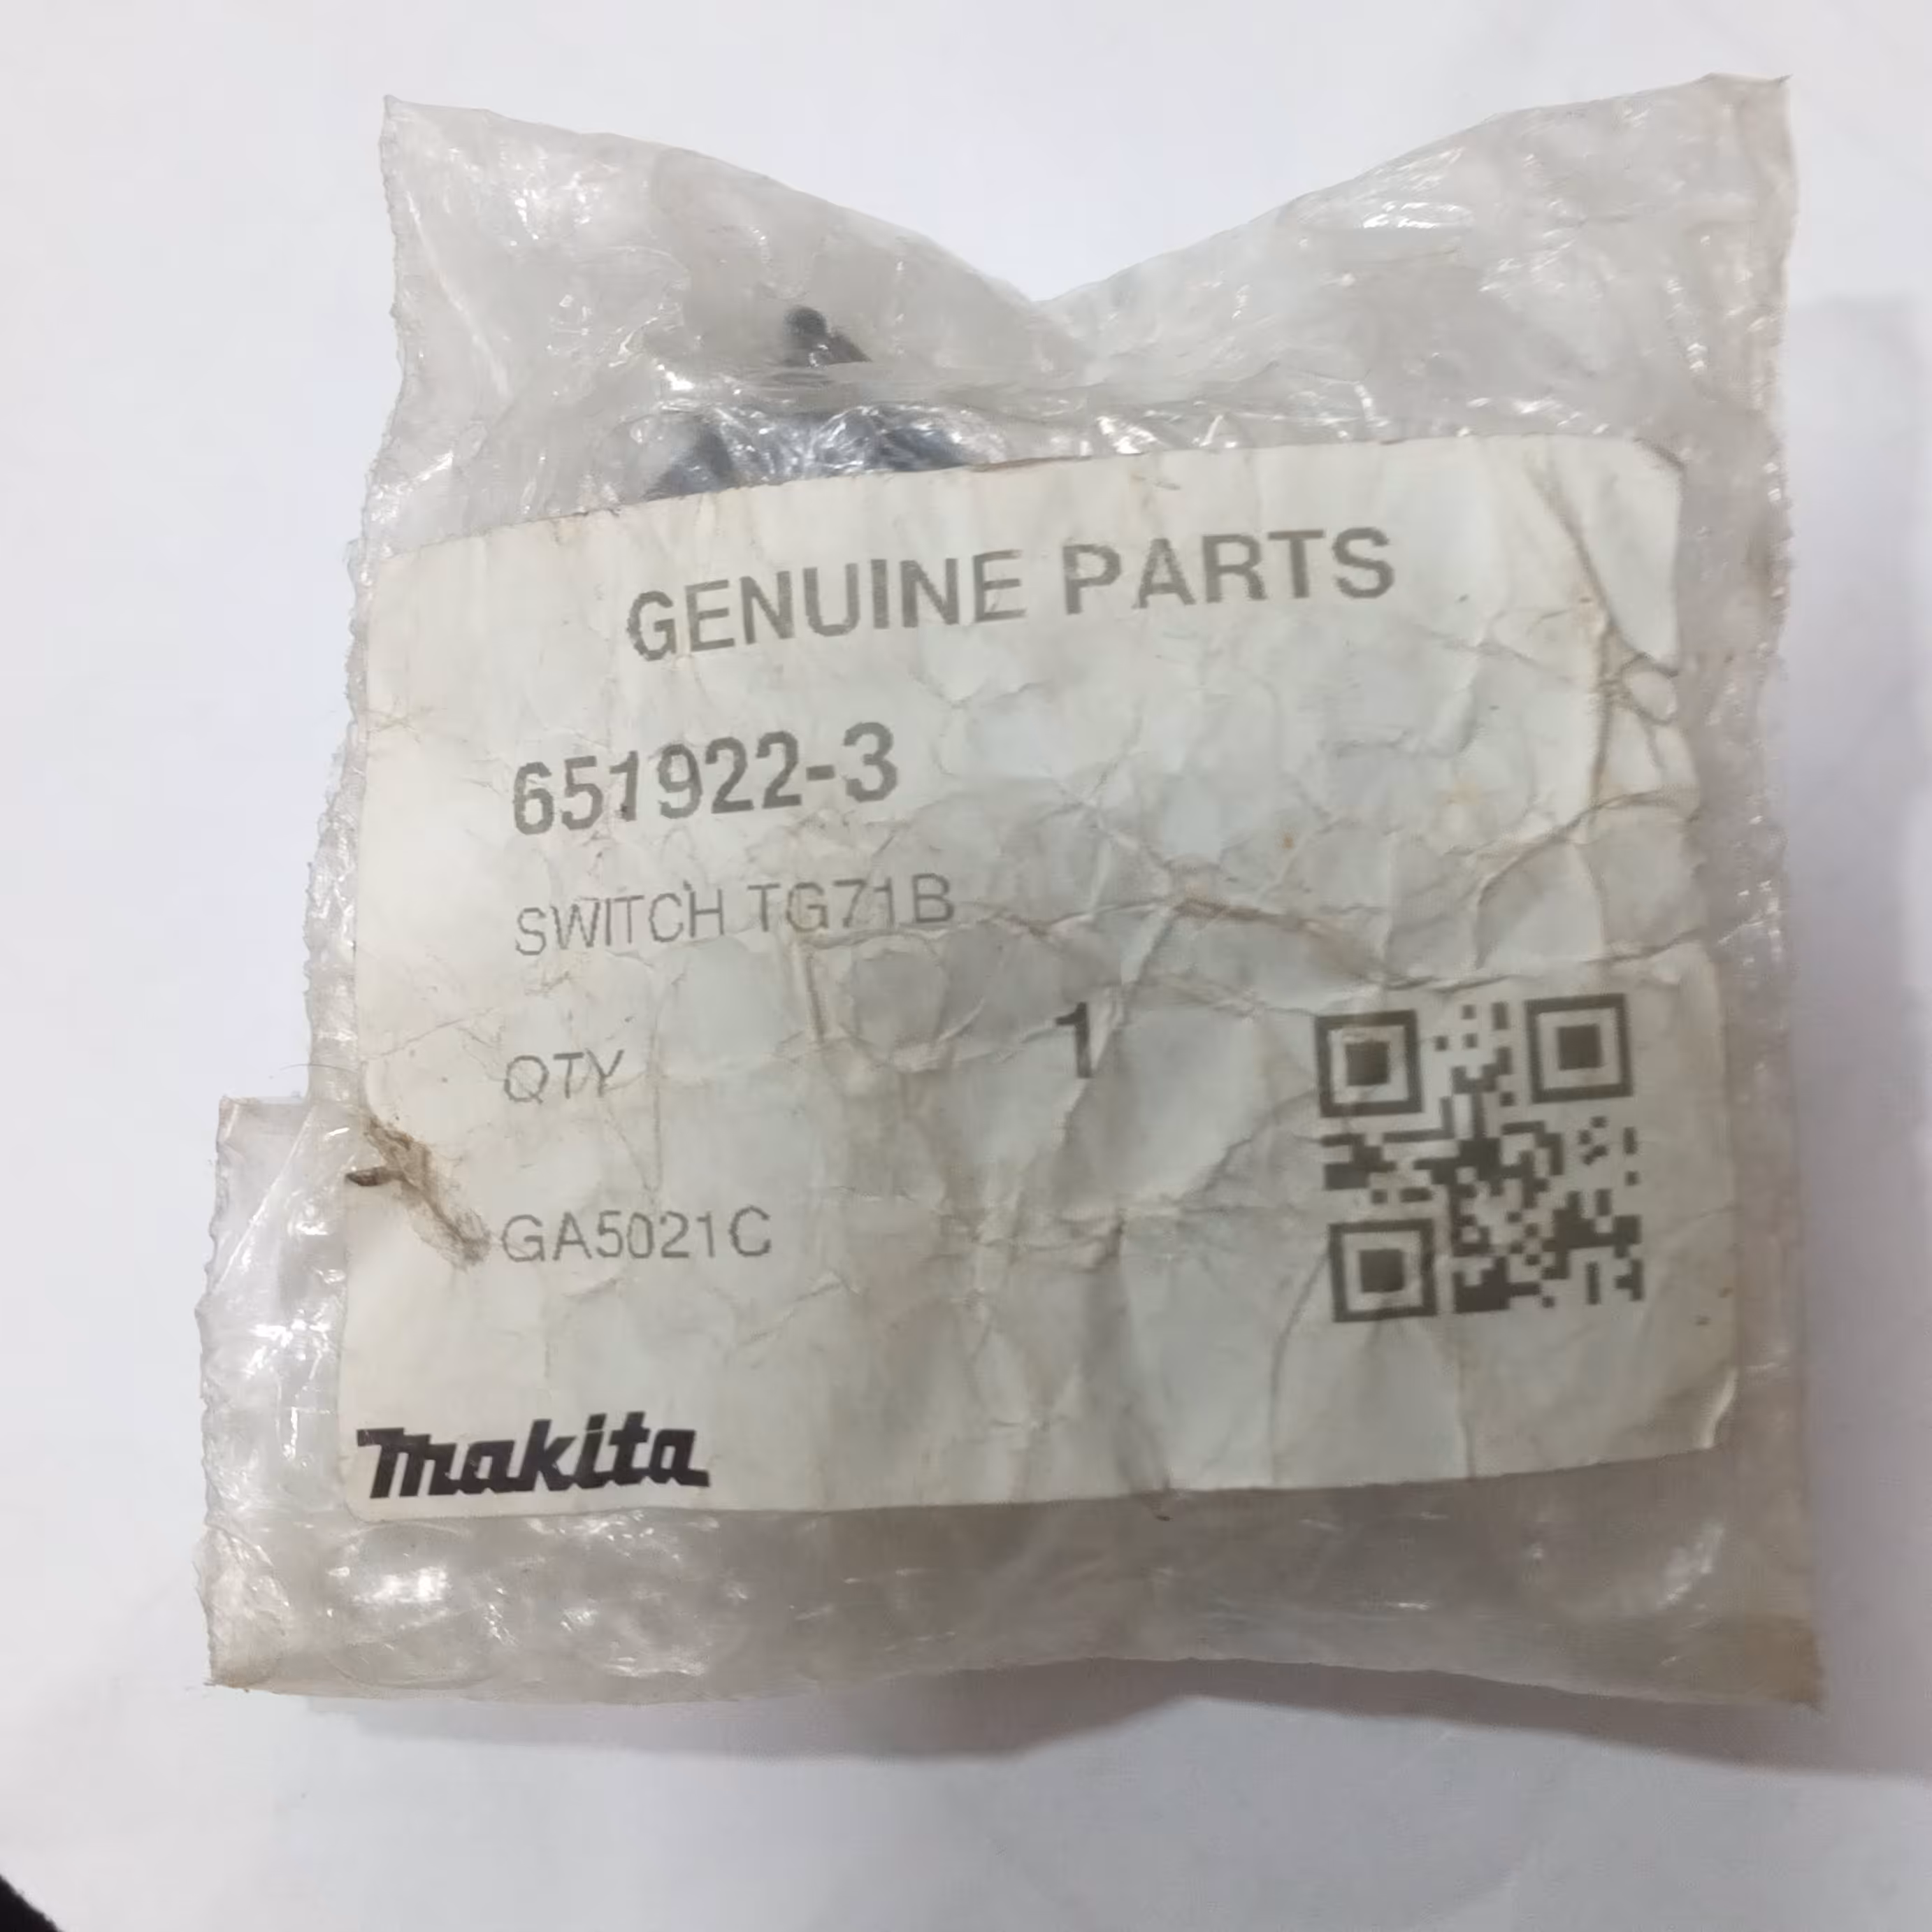 GENUINE PARTS
651922-3
SWITCH TG71B
QTY 1
GA5021C
makita